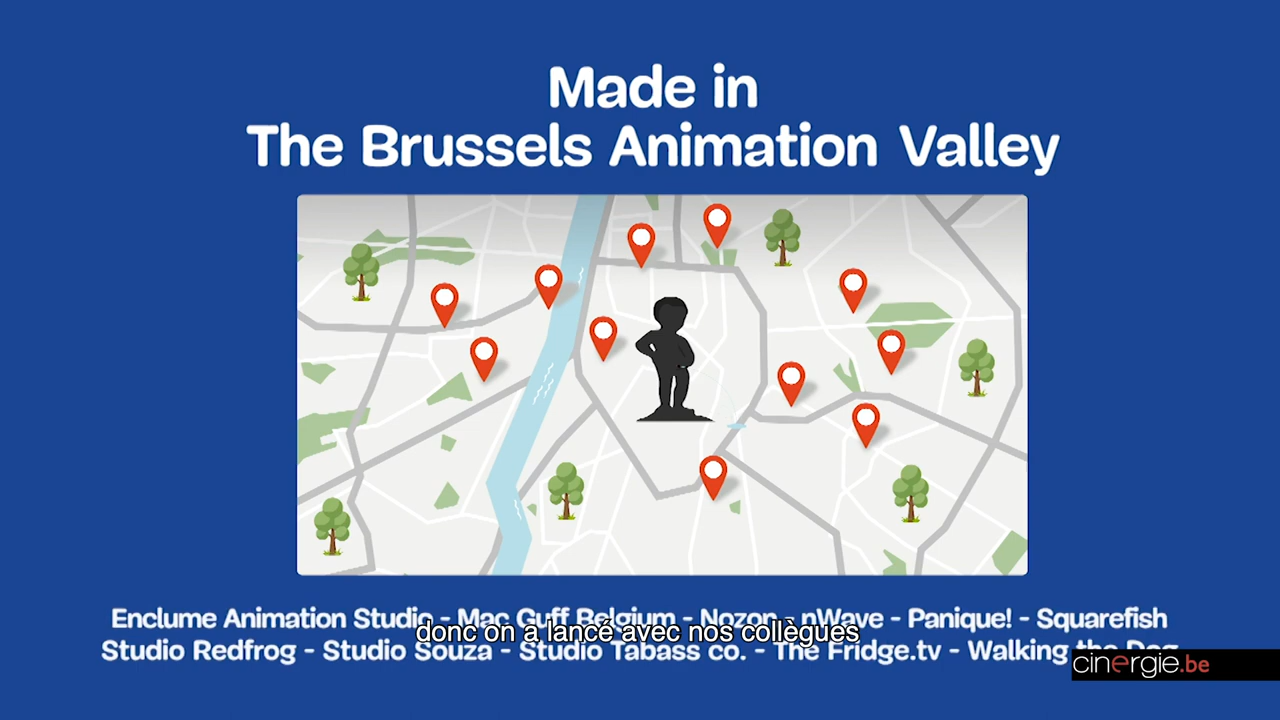 Made in
The Brussels Animation Valley
Enclume Animation Studio - Mac Guff Belgium - Nozon - nWave - Panique! - Squarefish
donc on a lancé avec nos collègues
Studio Redfrog - Studio Souza - Studio Tabass co. - The Fridge.tv - Walking the Dog
cinergie.be